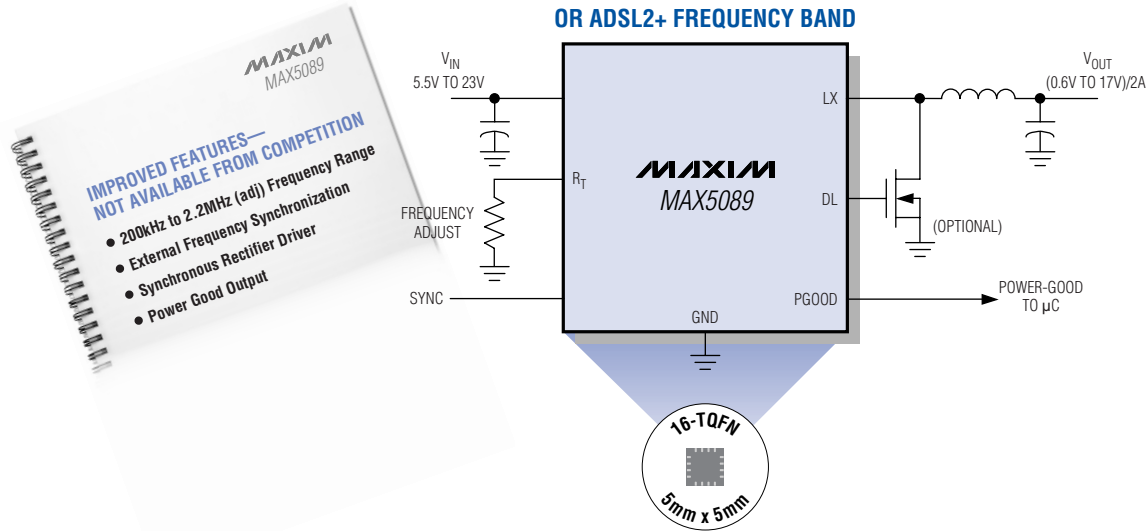 OR ADSL2+ FREQUENCY BAND
MAXIM
MAX5089
IMPROVED FEATURES—
NOT AVAILABLE FROM COMPETITION
• 200kHz to 2.2MHz (adj) Frequency Range
• External Frequency Synchronization
• Synchronous Rectifier Driver
• Power Good Output
VIN
5.5V TO 23V
RT
FREQUENCY
ADJUST
SYNC
MAXIM
MAX5089
GND
LX
DL
PGOOD
VOUT
(0.6V TO 17V)/2A
(OPTIONAL)
POWER-GOOD
TO µC
16-TQFN
5mm x 5mm